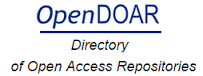 OpenDOAR
Directory
of Open Access Repositories